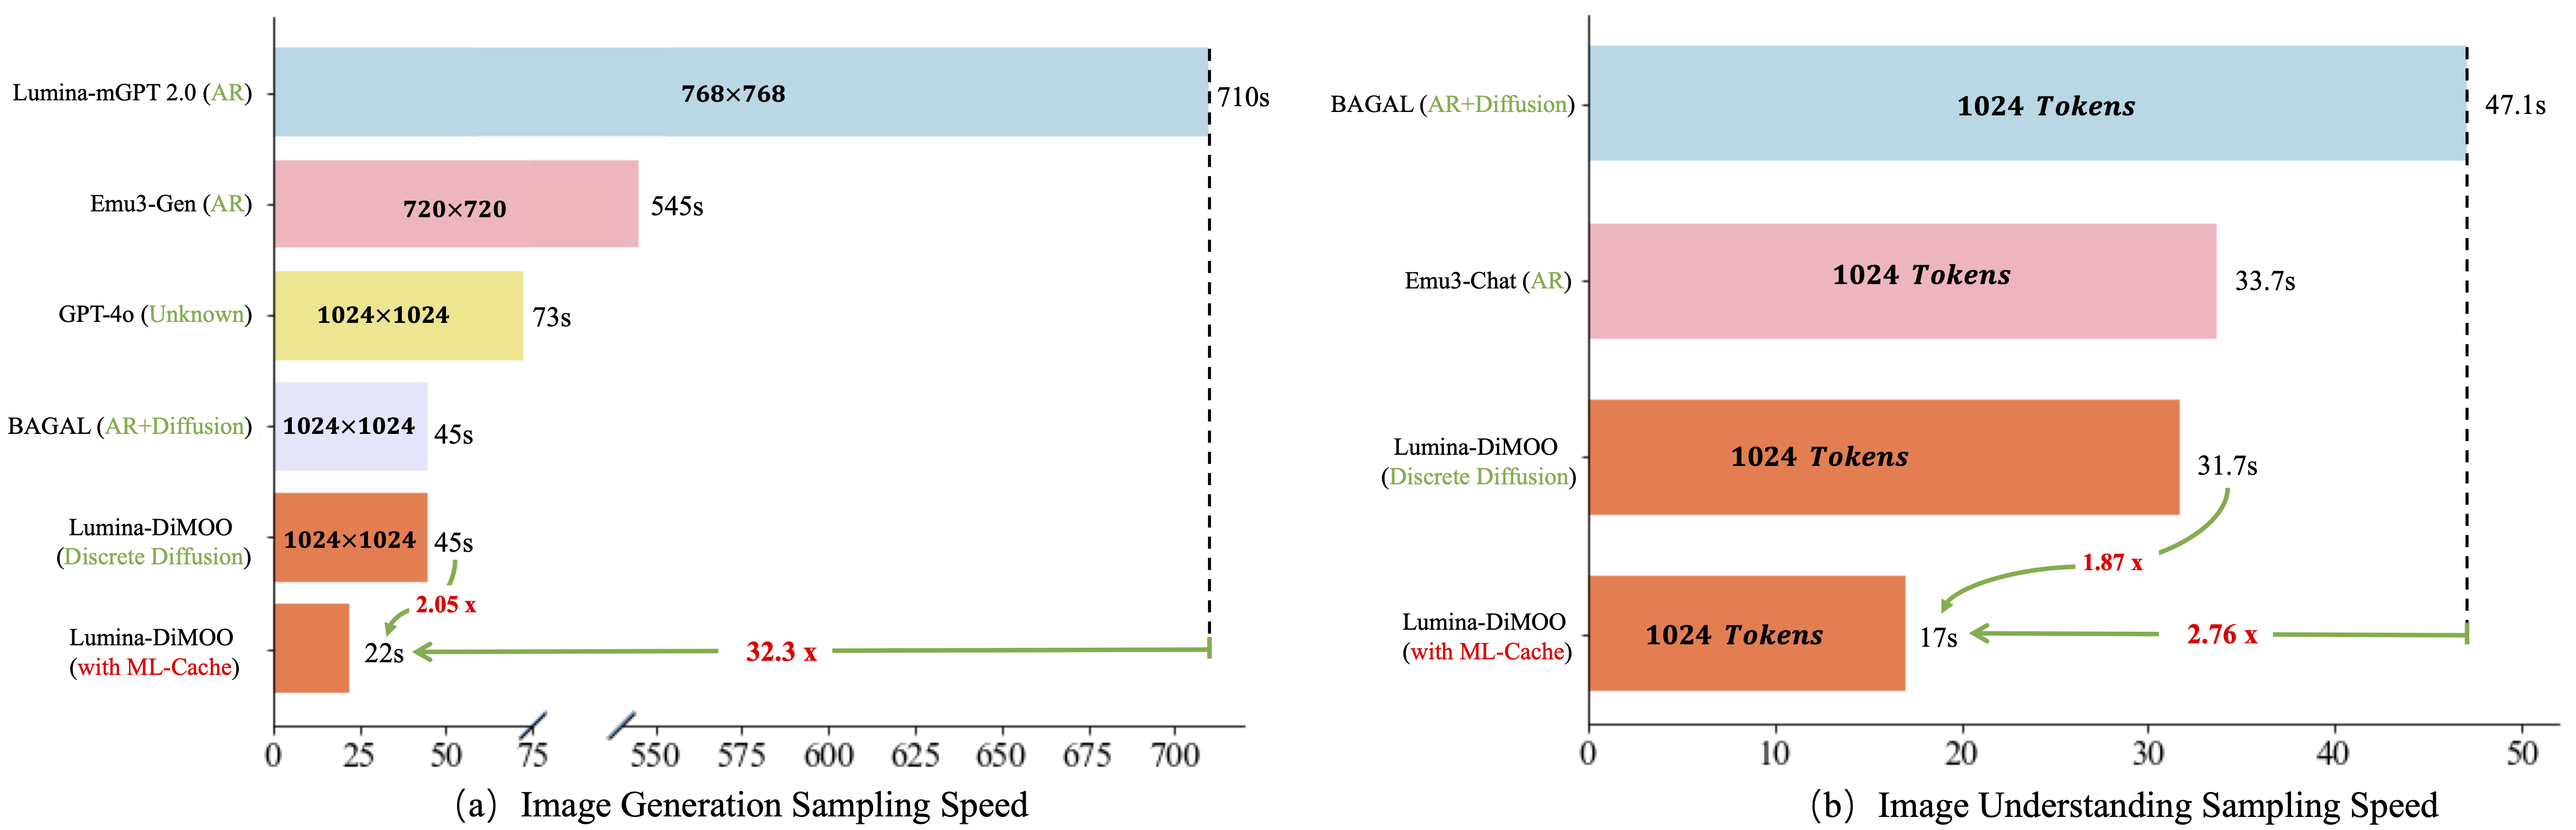 Lumina-mGPT 2.0 (AR)
768×768
710s
Emu3-Gen (AR)
720×720
545s
GPT-4o (Unknown)
1024×1024
73s
BAGAL (AR+Diffusion)
1024×1024
45s
Lumina-DiMOO
(Discrete Diffusion)
1024×1024
45s
2.05 x
Lumina-DiMOO
(with ML-Cache)
22s
32.3 x
0 25 50 75 550 575 600 625 650 675 700
(a) Image Generation Sampling Speed
BAGAL (AR+Diffusion)
1024 Tokens
47.1s
Emu3-Chat (AR)
1024 Tokens
33.7s
Lumina-DiMOO
(Discrete Diffusion)
1024 Tokens
31.7s
1.87 x
Lumina-DiMOO
(with ML-Cache)
1024 Tokens
17s
2.76 x
0 10 20 30 40 50
(b) Image Understanding Sampling Speed